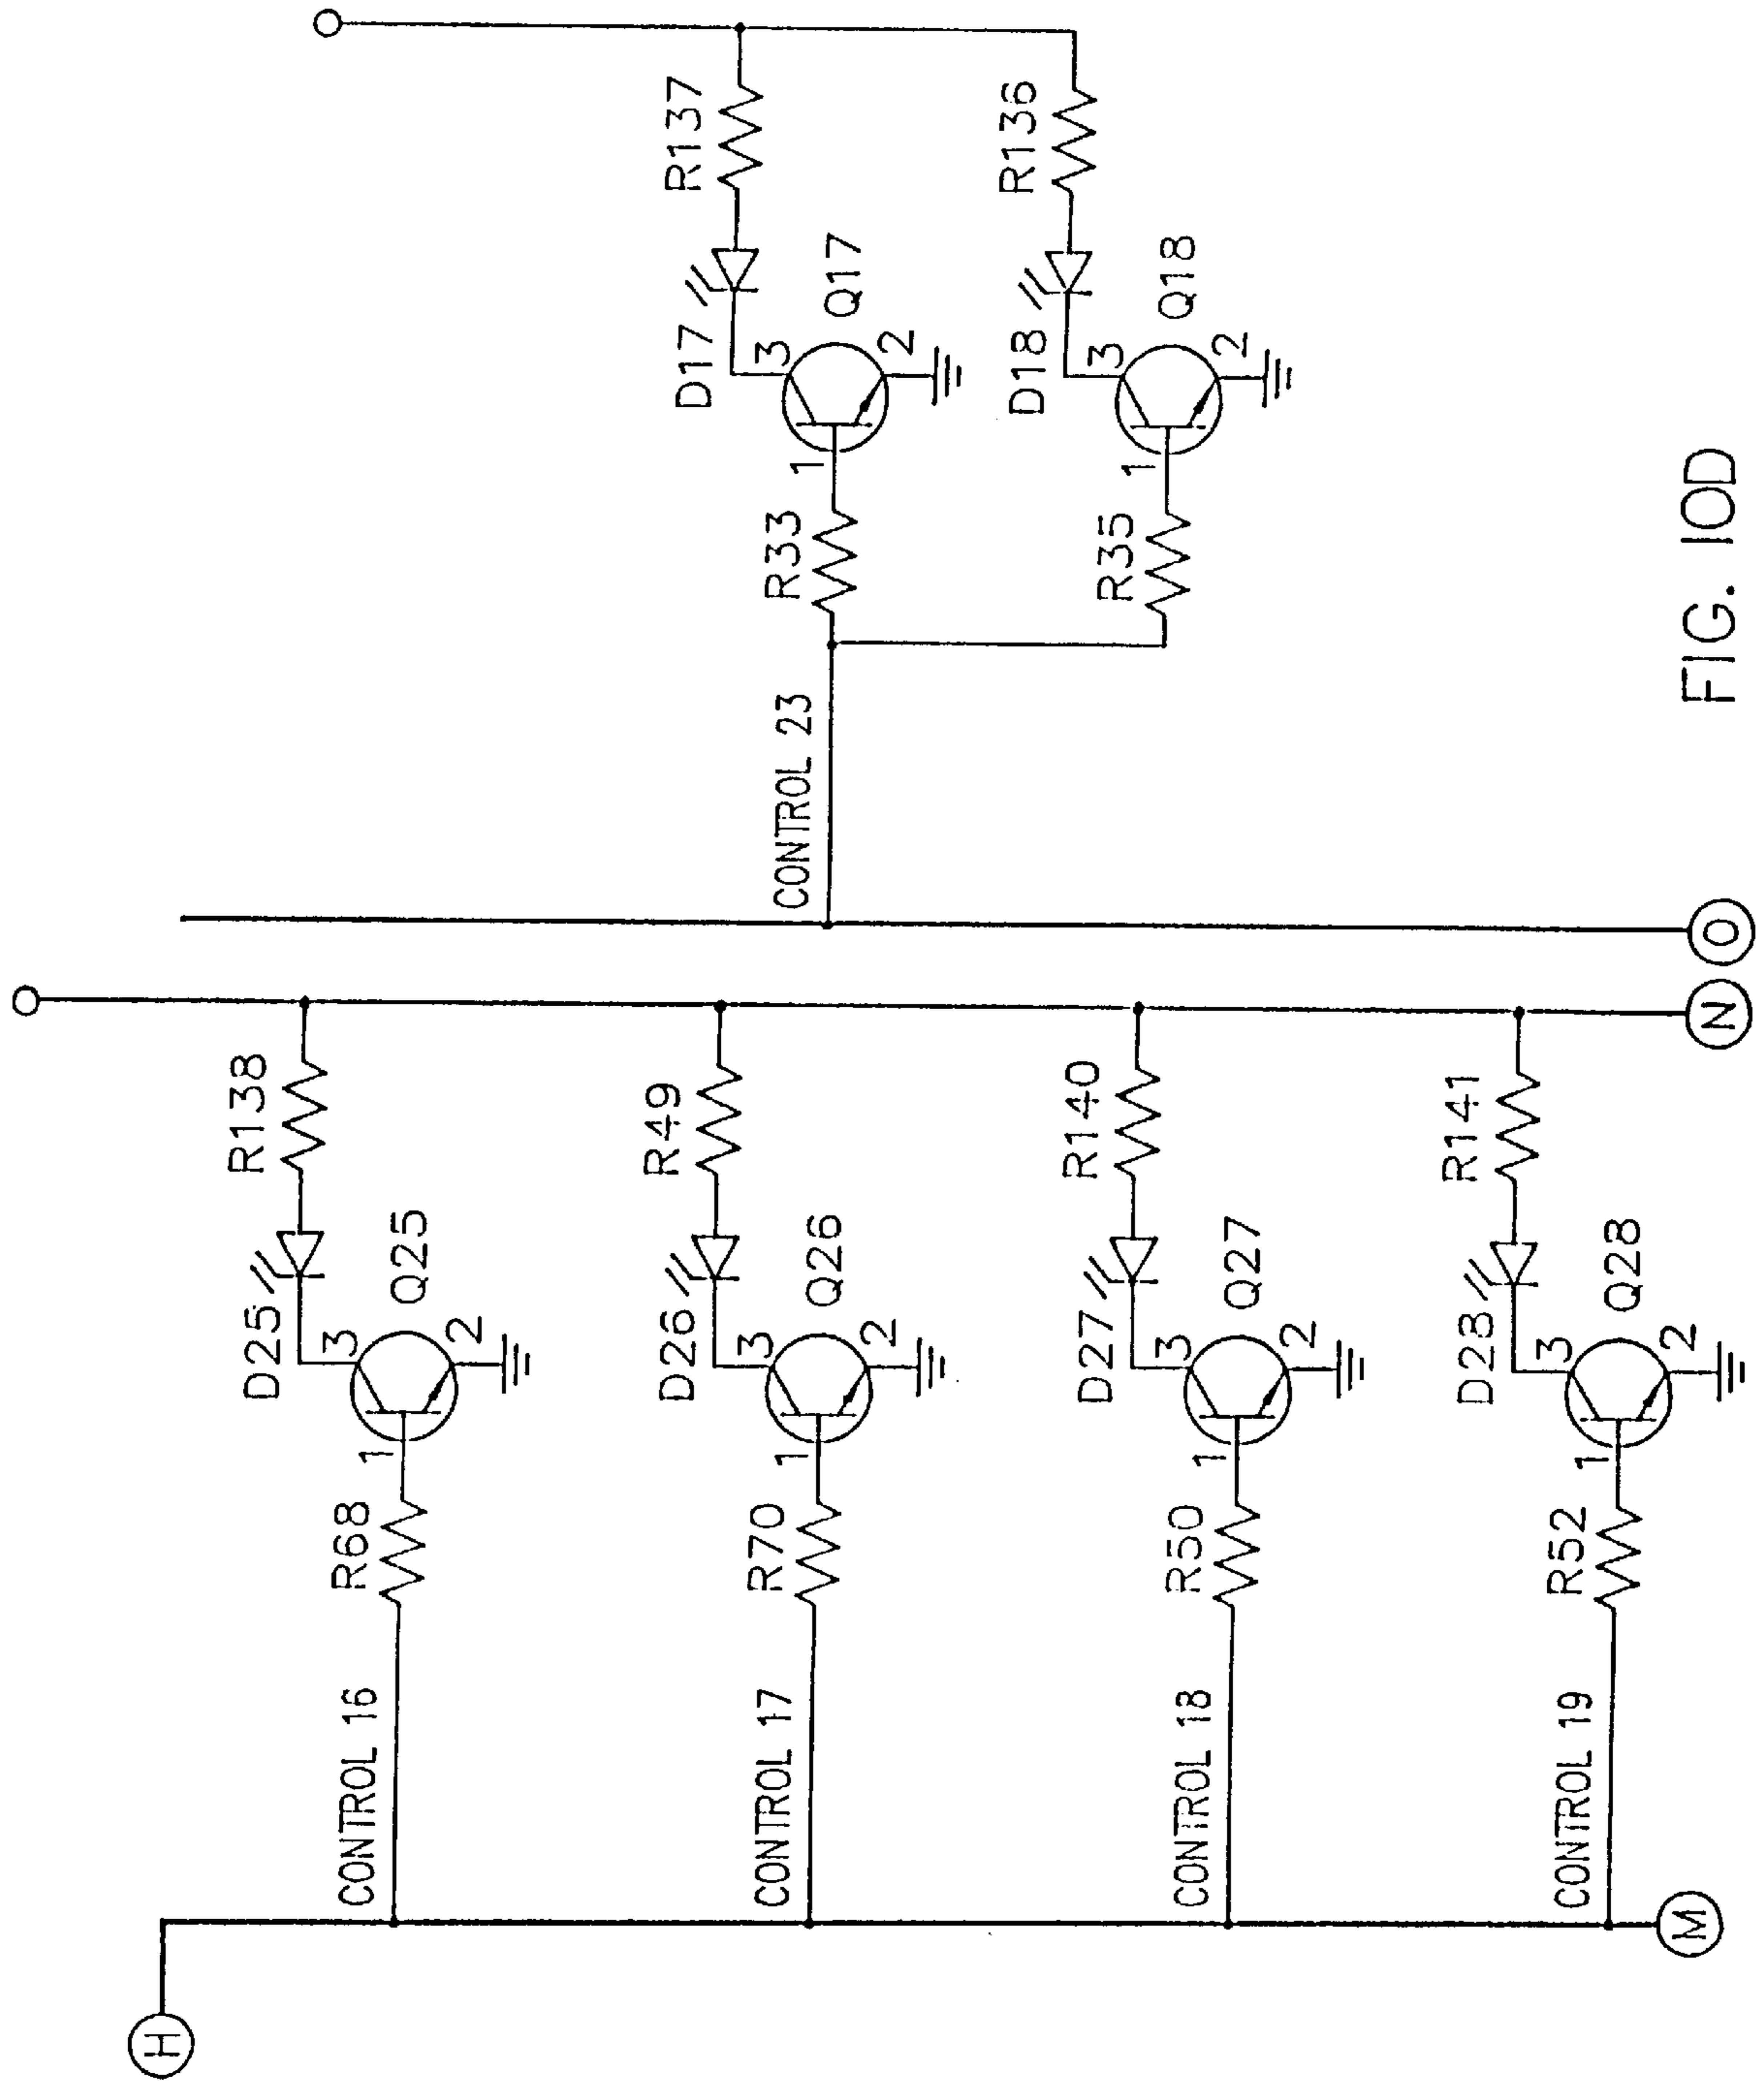 H
CONTROL 16
R68
1
D25
3
2
Q25
R138
CONTROL 17
R70
1
D26
3
2
Q26
R49
CONTROL 18
R50
1
D27
3
2
Q27
R140
CONTROL 19
R52
1
D28
3
2
Q28
R141
M
N
O
CONTROL 23
R33
1
D17
3
2
Q17
R137
R35
1
D18
3
2
Q18
R136
FIG. 10D